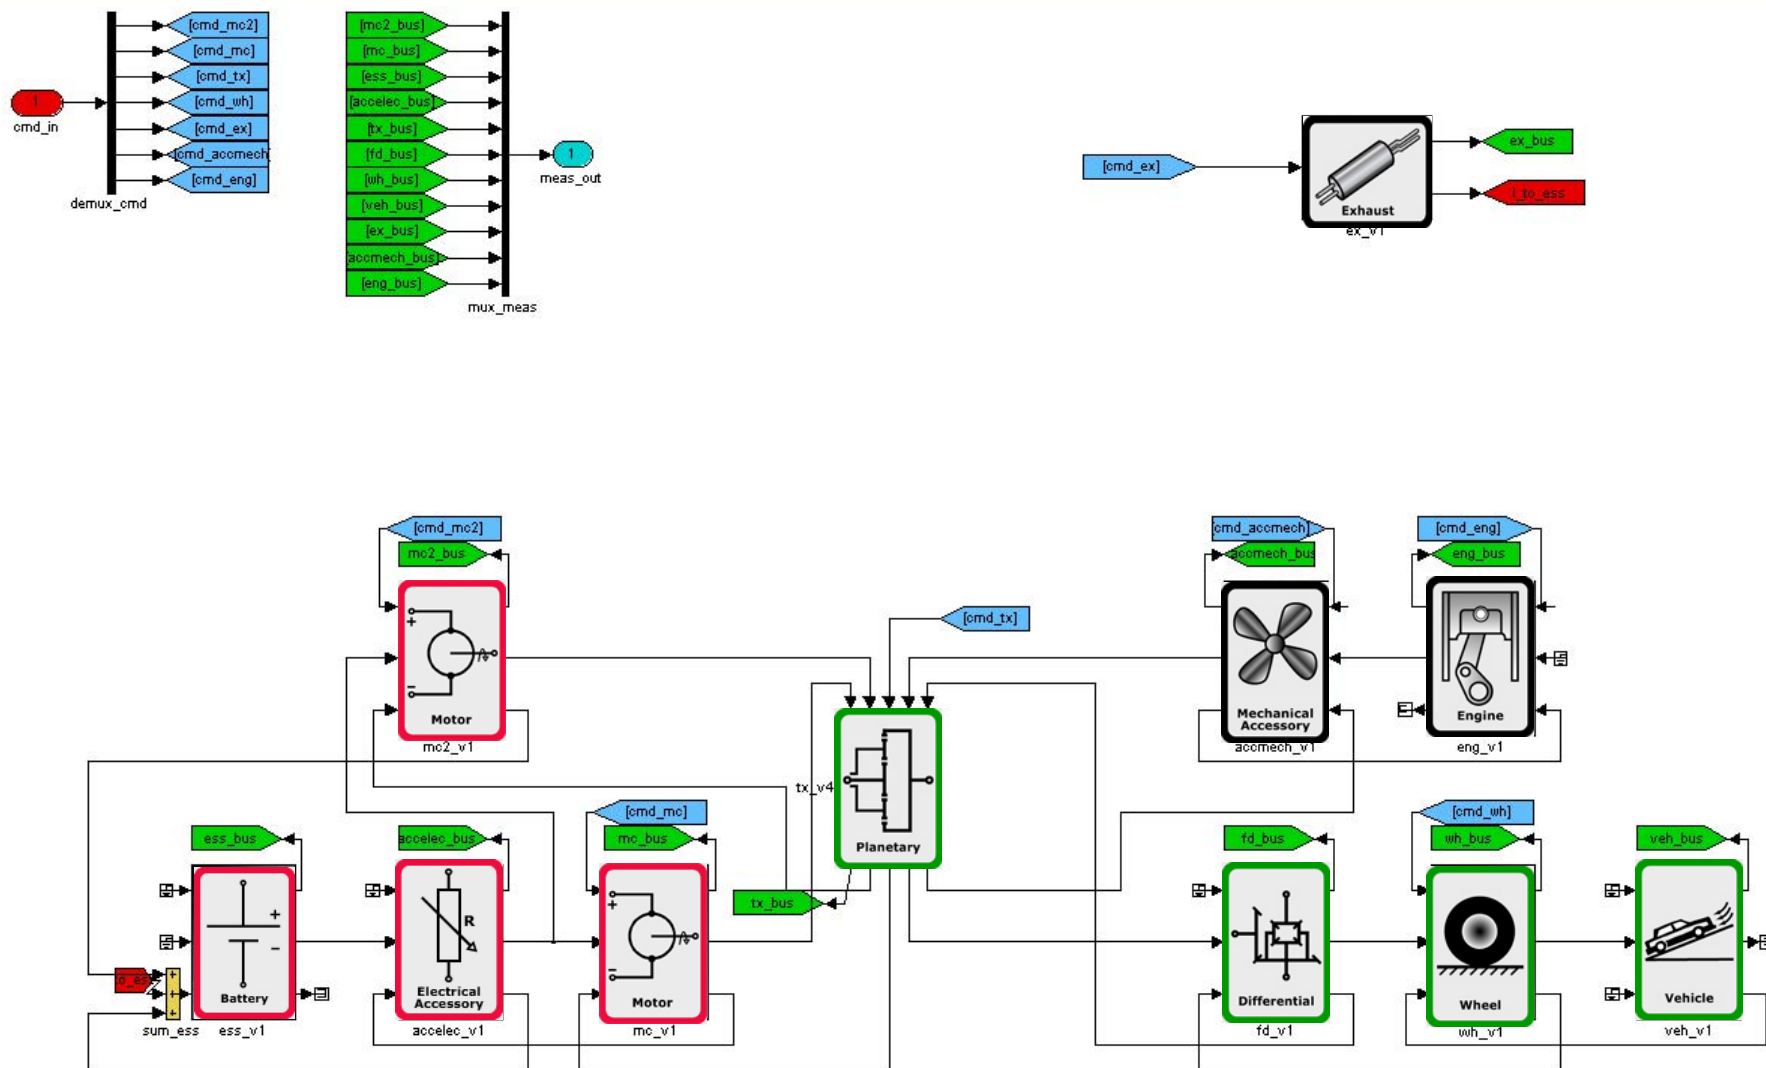 1
cmd_in
[cmd_mc2]
[cmd_mc]
[cmd_tx]
[cmd_wh]
[cmd_ex]
[cmd_accmech]
[cmd_eng]
demux_cmd
[mc2_bus]
[mc_bus]
[ess_bus]
[accelec_bus]
[tx_bus]
[fd_bus]
[wh_bus]
[veh_bus]
[ex_bus]
[accmech_bus]
[eng_bus]
mux_meas
1
meas_out
[cmd_ex]
Exhaust
ex_v1
ex_bus
i_to_ess
[cmd_mc2]
mc2_bus
+
−
Motor
mc2_v1
[cmd_tx]
tx_v4
Planetary
tx_bus
[cmd_accmech]
accmech_bus
Mechanical
Accessory
accmech_v1
[cmd_eng]
eng_bus
Engine
eng_v1
ess_bus
+
−
Battery
ess_v1
+
+
+
sum_ess
accelec_bus
R
Electrical
Accessory
accelec_v1
[cmd_mc]
mc_bus
+
−
Motor
mc_v1
fd_bus
Differential
fd_v1
[cmd_wh]
wh_bus
Wheel
wh_v1
veh_bus
Vehicle
veh_v1